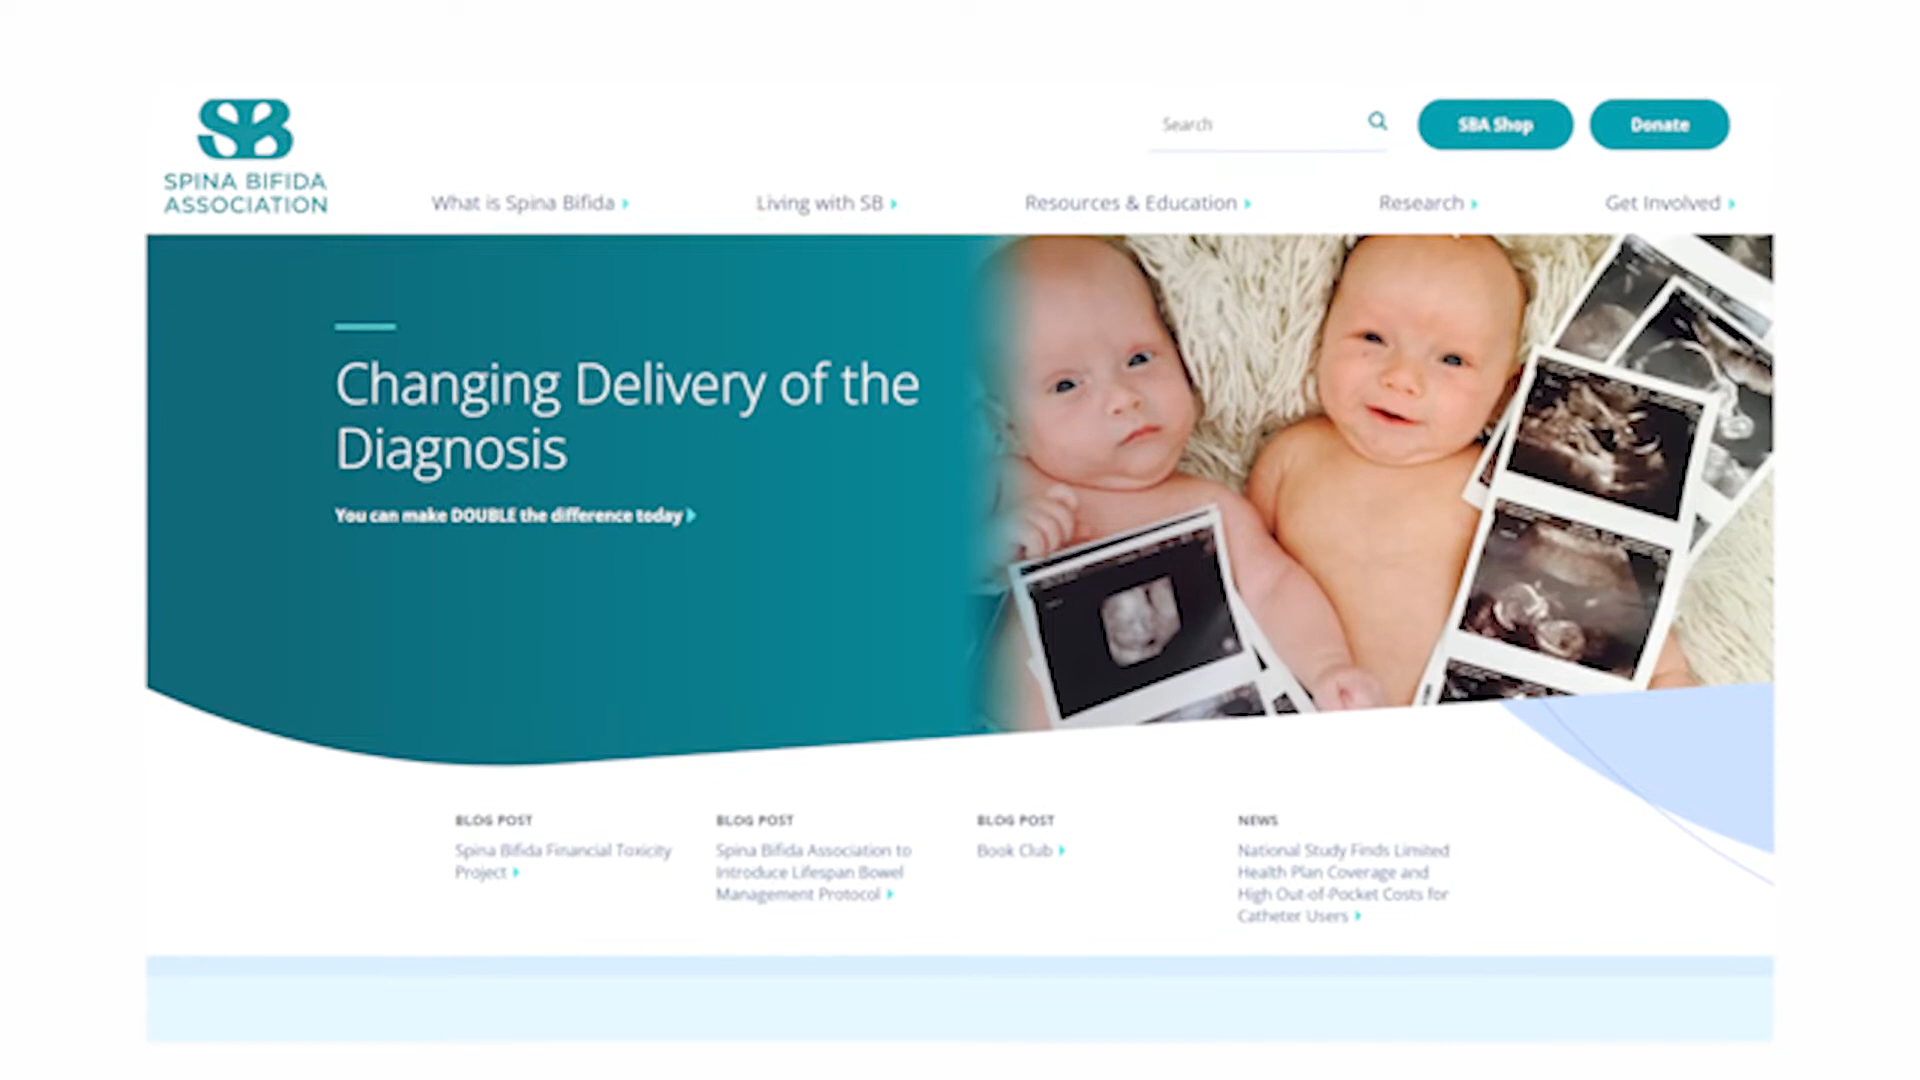 SB
SPINA BIFIDA
ASSOCIATION
Search
SBA Shop
Donate
What is Spina Bifida
Living with SB
Resources & Education
Research
Get Involved
Changing Delivery of the
Diagnosis
You can make DOUBLE the difference today
BLOG POST
Spina Bifida Financial Toxicity
Project
BLOG POST
Spina Bifida Association to
Introduce Lifespan Bowel
Management Protocol
BLOG POST
Book Club
NEWS
National Study Finds Limited
Health Plan Coverage and
High Out-of-Pocket Costs for
Catheter Users